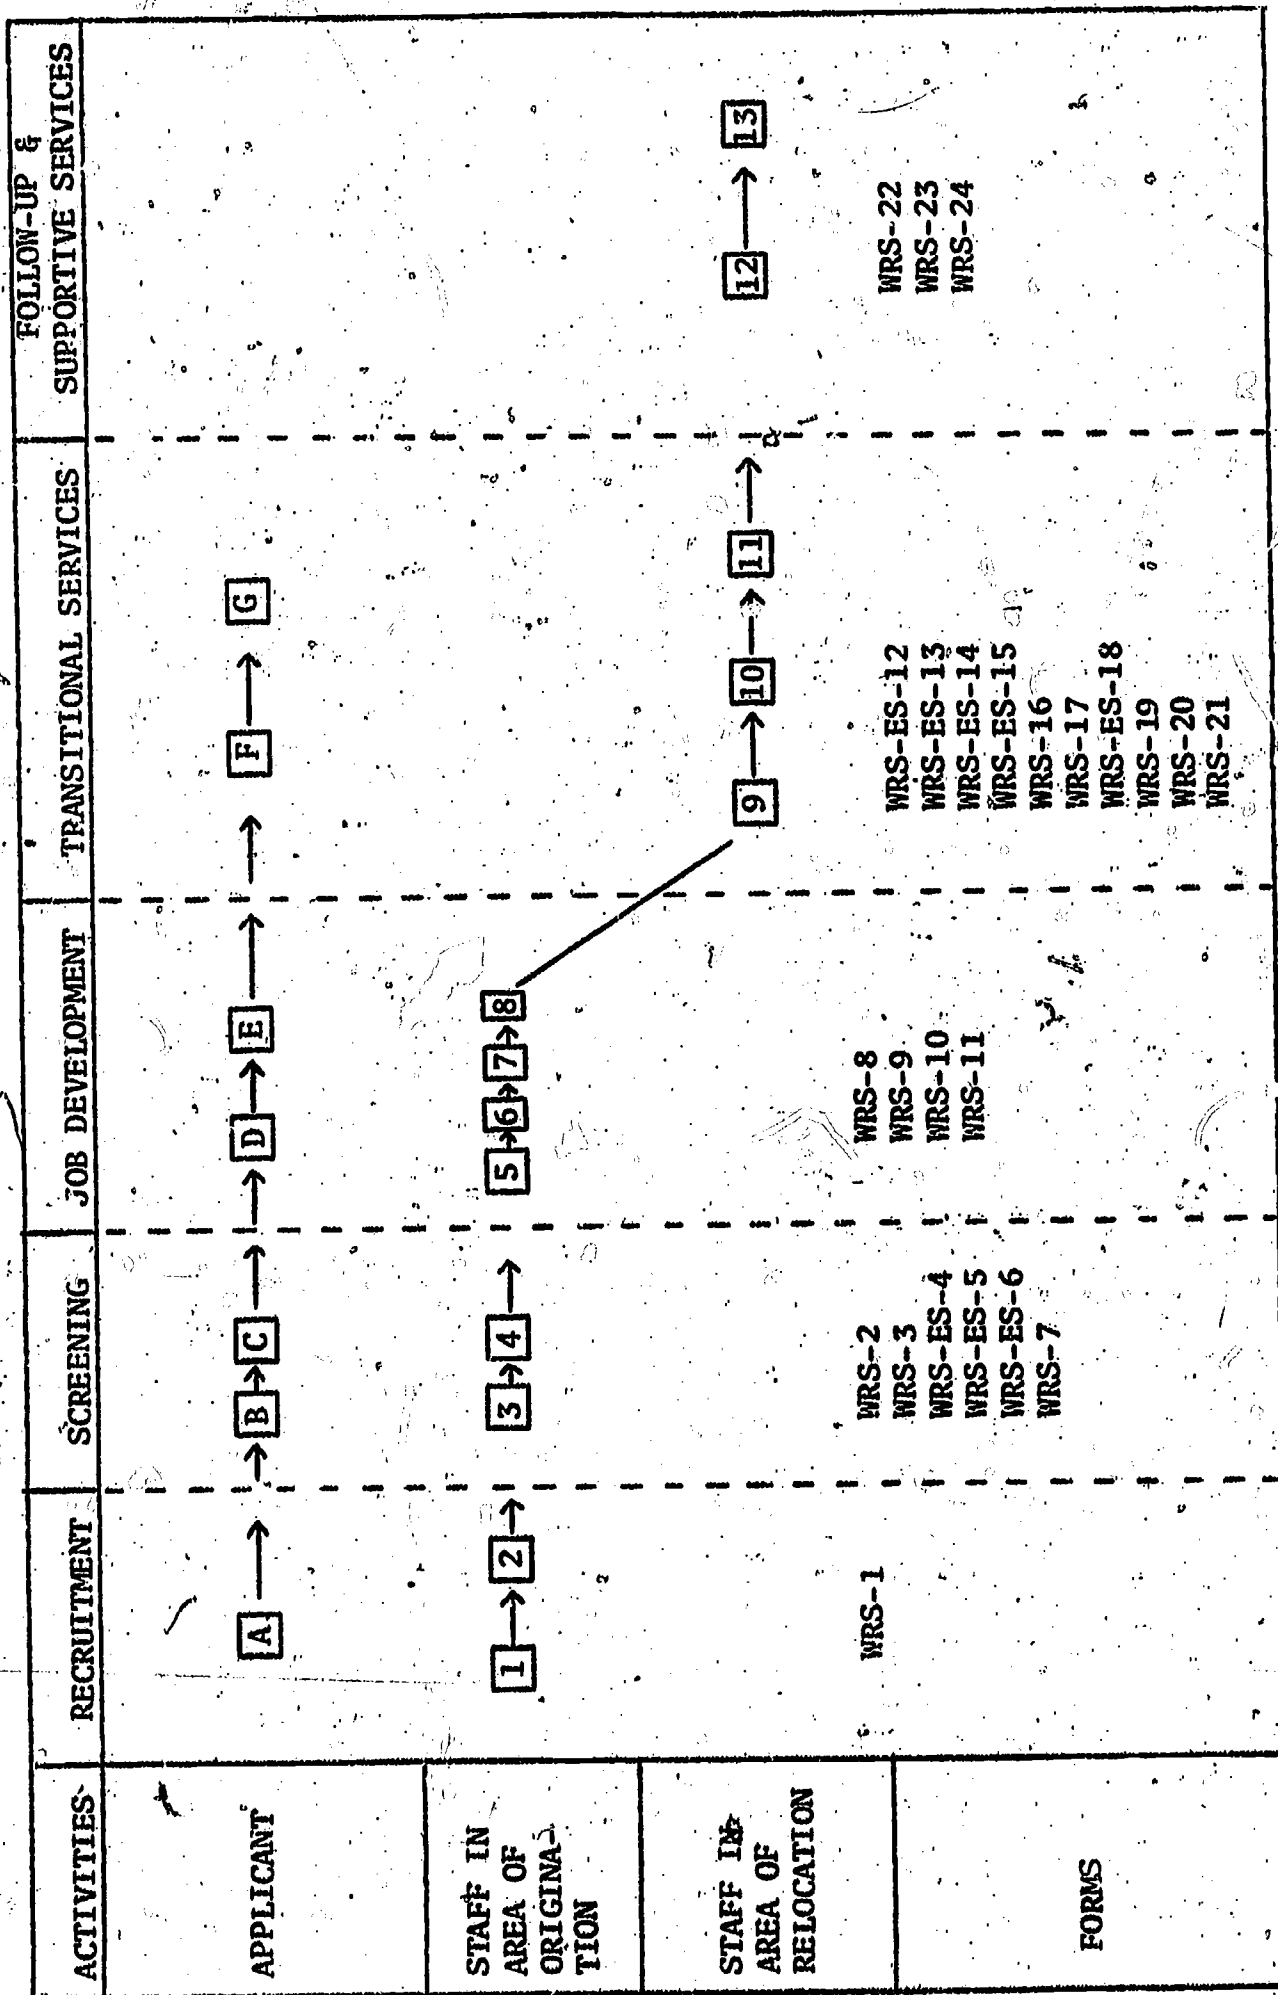 ACTIVITIES
RECRUITMENT
SCREENING
JOB DEVELOPMENT
TRANSITIONAL SERVICES
FOLLOW-UP &
SUPPORTIVE SERVICES
APPLICANT
A
B
C
D
E
F
G
STAFF IN
AREA OF
ORIGINA-
TION
1
2
3
4
5
6
7
8
STAFF IN
AREA OF
RELOCATION
9
10
11
12
13
FORMS
WRS-1
WRS-2
WRS-3
WRS-ES-4
WRS-ES-5
WRS-ES-6
WRS-7
WRS-8
WRS-9
WRS-10
WRS-11
WRS-ES-12
WRS-ES-13
WRS-ES-14
WRS-ES-15
WRS-16
WRS-17
WRS-ES-18
WRS-19
WRS-20
WRS-21
WRS-22
WRS-23
WRS-24